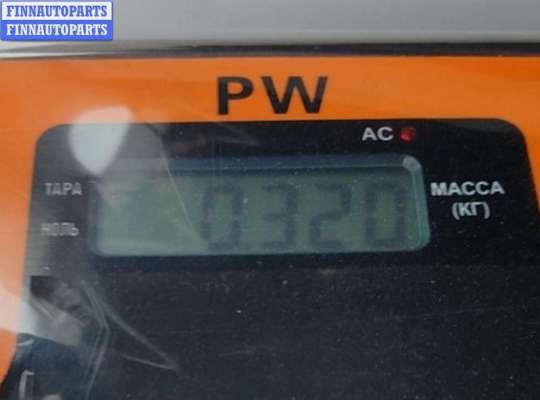 FINNAUTOPARTS
FINNAUTOPARTS
PW
AC
ТАРА
0.320
МАССА
НОЛЬ
(КГ)